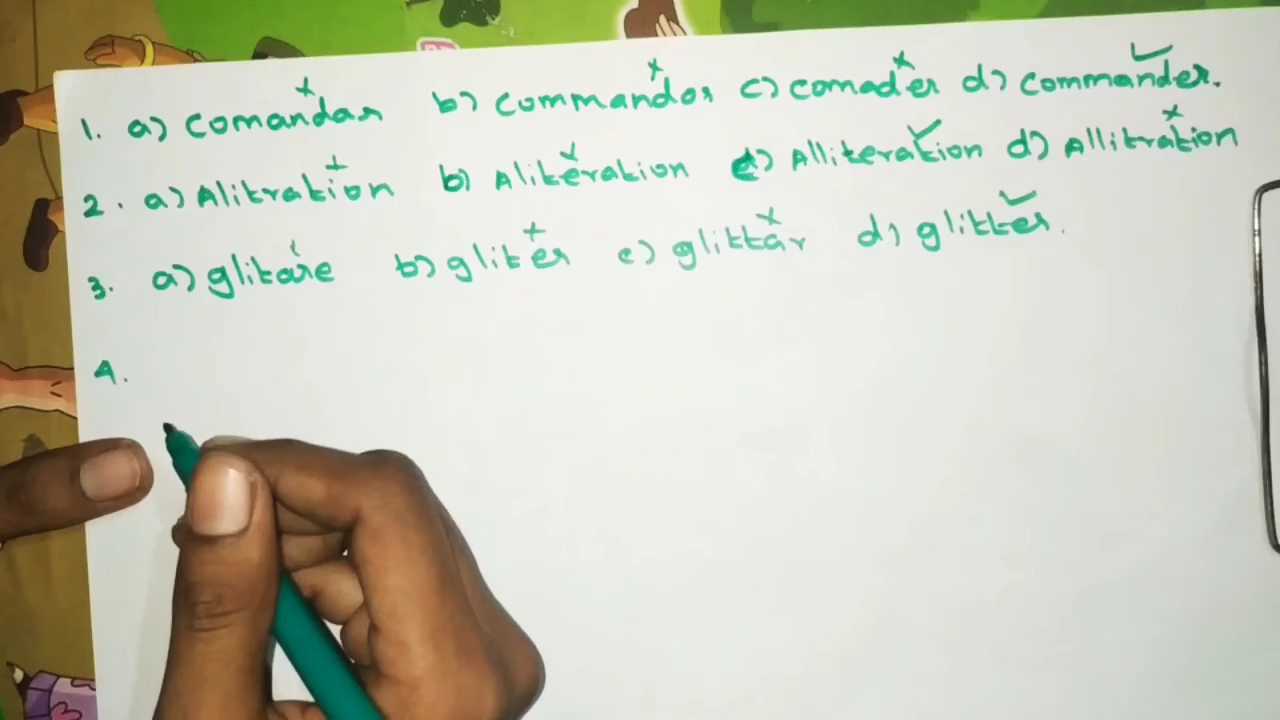 1. a) comandar b) commandor c) comader d) commander.
2. a) Alitration b) Aliteration c) Alliteration d) Allitration
3. a) glitare b) gliter c) glittar d) glitter.
4.